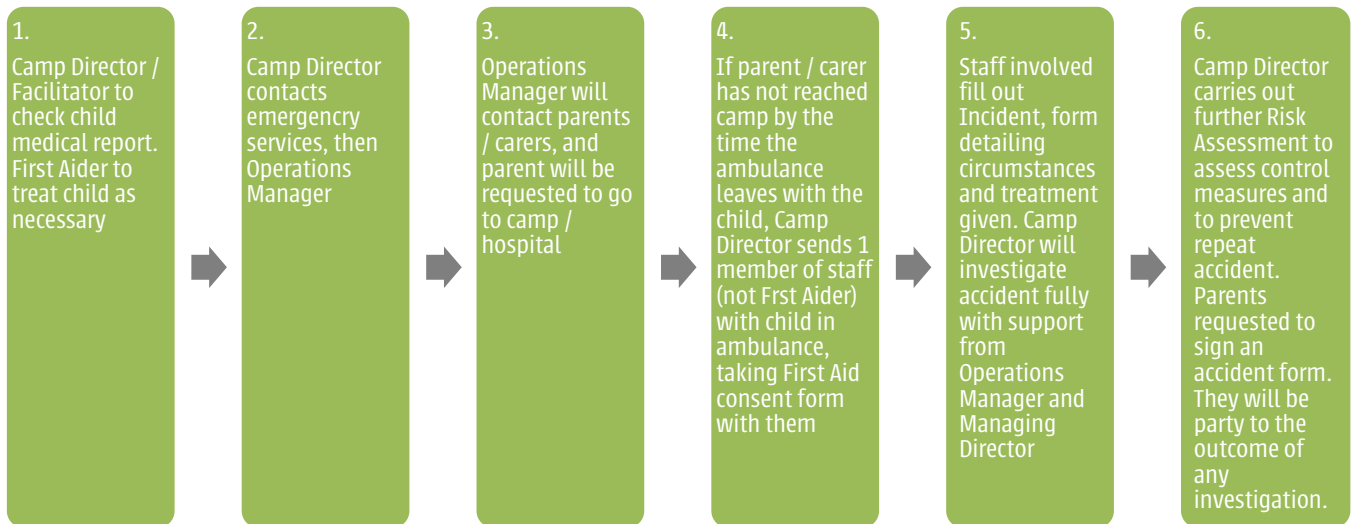 1.
Camp Director /
Facilitator to
check child
medical report.
First Aider to
treat child as
necessary
2.
Camp Director
contacts
emergency
services, then
Operations
Manager
3.
Operations
Manager will
contact parents
/ carers, and
parent will be
requested to go
to camp /
hospital
4.
If parent / carer
has not reached
camp by the
time the
ambulance
leaves with the
child, Camp
Director sends 1
member of staff
(not Frst Aider)
with child in
ambulance,
taking First Aid
consent form
with them
5.
Staff involved
fill out
Incident, form
detailing
circumstances
and treatment
given. Camp
Director will
investigate
accident fully
with support
from
Operations
Manager and
Managing
Director
6.
Camp Director
carries out
further Risk
Assessment to
assess control
measures and
to prevent
repeat
accident.
Parents
requested to
sign an
accident form.
They will be
party to the
outcome of
any
investigation.